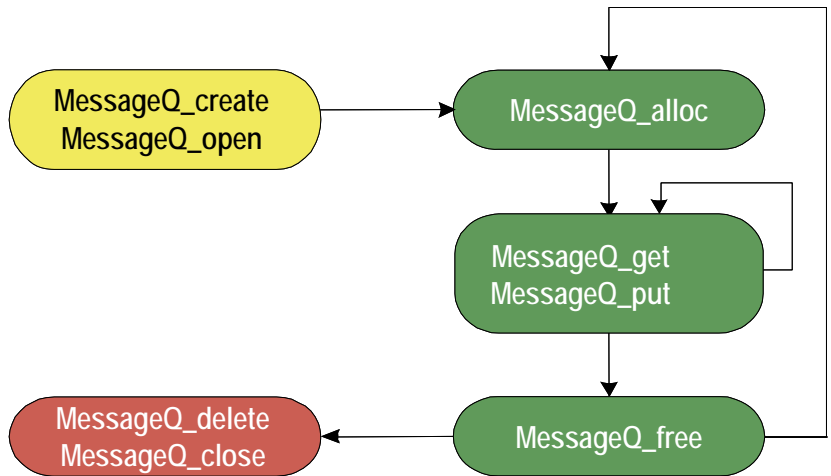 MessageQ_create
MessageQ_open
MessageQ_alloc
MessageQ_get
MessageQ_put
MessageQ_delete
MessageQ_close
MessageQ_free